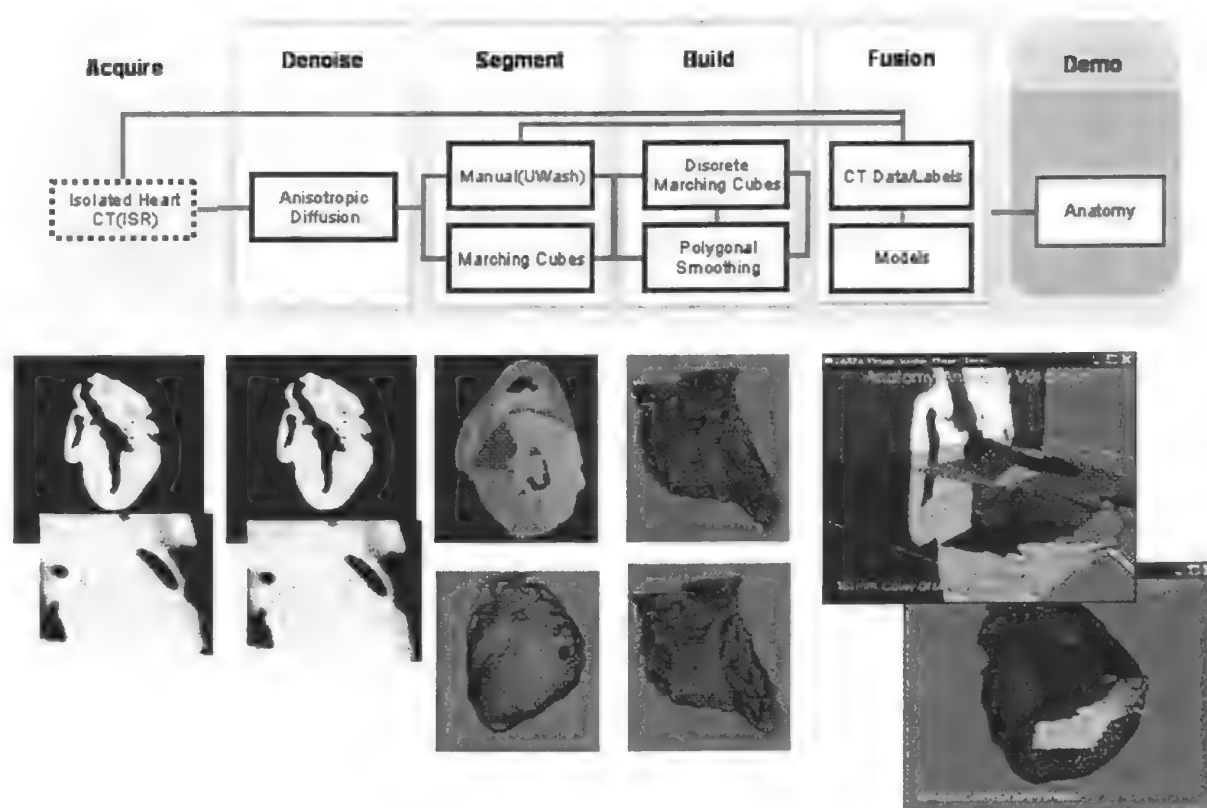 Acquire
Denoise
Segment
Build
Fusion
Demo
Isolated Heart
CT(ISR)
Anisotropic
Diffusion
Manual(UWash)
Marching Cubes
Discrete
Marching Cubes
Polygonal
Smoothing
CT Data/Labels
Models
Anatomy